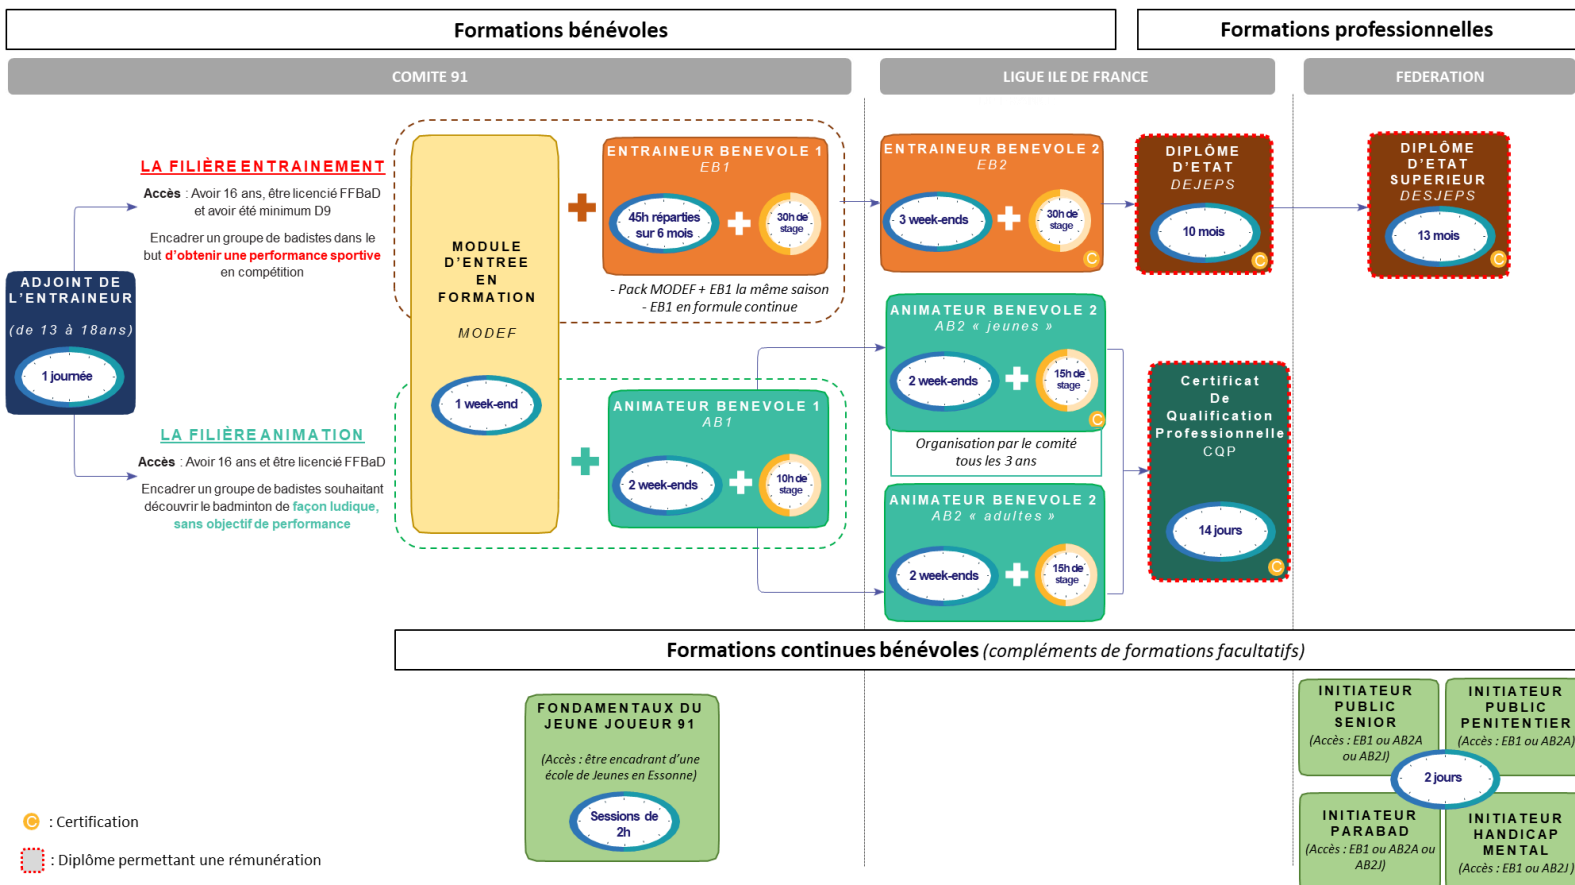 Formations bénévoles
Formations professionnelles
COMITE 91
LIGUE ILE DE FRANCE
FEDERATION
LA FILIÈRE ENTRAINEMENT
Accès : Avoir 16 ans, être licencié FFBaD
et avoir été minimum D9
Encadrer un groupe de badistes dans le
but d'obtenir une performance sportive
en compétition
ADJOINT DE
L'ENTRAINEUR
(de 13 à 18ans)
1 journée
LA FILIÈRE ANIMATION
Accès : Avoir 16 ans et être licencié FFBaD
Encadrer un groupe de badistes souhaitant
découvrir le badminton de façon ludique,
sans objectif de performance
MODULE
D'ENTREE
EN
FORMATION
MODEF
1 week-end
ENTRAINEUR BENEVOLE 1
EB1
45h réparties
sur 6 mois
30h de
stage
- Pack MODEF + EB1 la même saison
- EB1 en formule continue
ANIMATEUR BENEVOLE 1
AB1
2 week-ends
10h de
stage
ENTRAINEUR BENEVOLE 2
EB2
3 week-ends
30h de
stage
C
ANIMATEUR BENEVOLE 2
AB2 « jeunes »
2 week-ends
15h de
stage
C
Organisation par le comité
tous les 3 ans
ANIMATEUR BENEVOLE 2
AB2 « adultes »
2 week-ends
15h de
stage
DIPLÔME
D'ETAT
DEJEPS
10 mois
C
Certificat
De
Qualification
Professionnelle
CQP
14 jours
C
DIPLÔME
D'ETAT
SUPERIEUR
DESJEPS
13 mois
C
Formations continues bénévoles (compléments de formations facultatifs)
FONDAMENTAUX DU
JEUNE JOUEUR 91
(Accès : être encadrant d'une
école de Jeunes en Essonne)
Sessions de
2h
INITIATEUR
PUBLIC
SENIOR
(Accès : EB1 ou AB2A
ou AB2J)
INITIATEUR
PUBLIC
PENITENTIER
(Accès : EB1 ou AB2A)
2 jours
INITIATEUR
PARABAD
(Accès : EB1 ou AB2A ou
AB2J)
INITIATEUR
HANDICAP
MENTAL
(Accès : EB1 ou AB2J )
C : Certification
: Diplôme permettant une rémunération